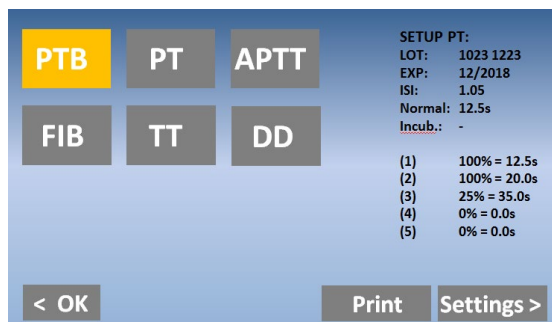 PTB PT APTT
FIB TT DD
SETUP PT:
LOT: 1023 1223
EXP: 12/2018
ISI: 1.05
Normal: 12.5s
Incub.: -
(1) 100% = 12.5s
(2) 100% = 20.0s
(3) 25% = 35.0s
(4) 0% = 0.0s
(5) 0% = 0.0s
< OK Print Settings >